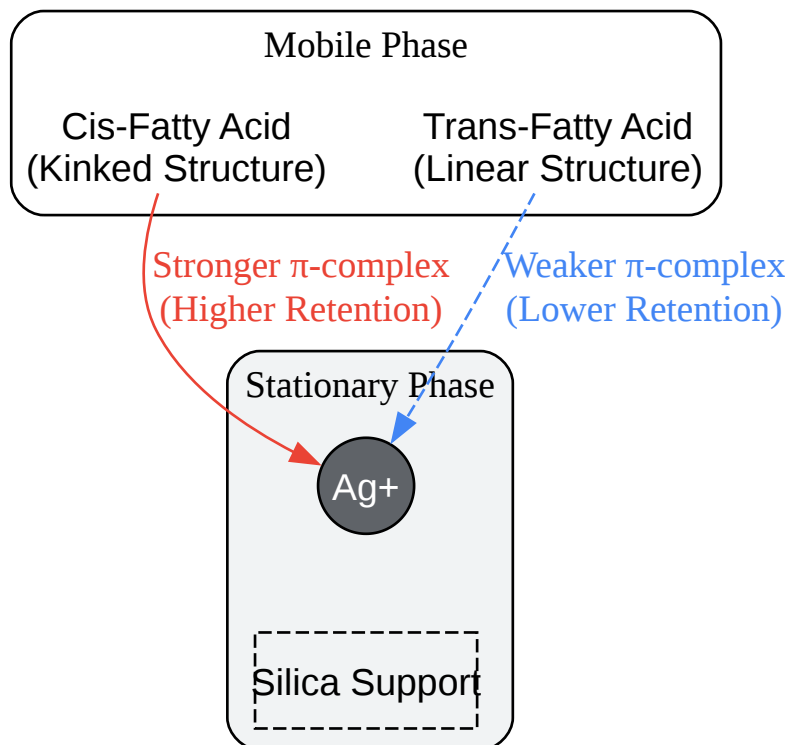 Mobile Phase
Cis-Fatty Acid
(Kinked Structure)
Trans-Fatty Acid
(Linear Structure)
Stronger π-complex
(Higher Retention)
Weaker π-complex
(Lower Retention)
Stationary Phase
Ag+
Silica Support